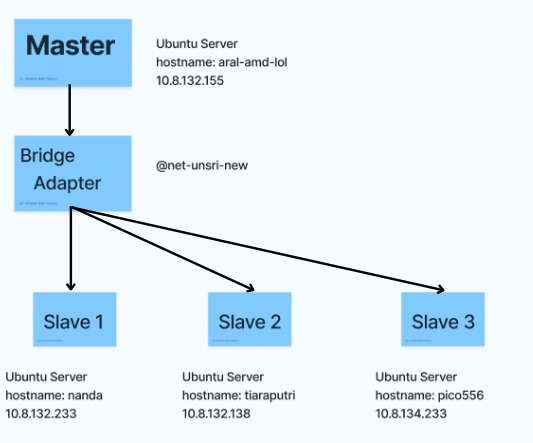 Master
Ubuntu Server
hostname: aral-amd-lol
10.8.132.155
Bridge
Adapter
@net-unsri-new
Slave 1
Slave 2
Slave 3
Ubuntu Server
hostname: nanda
10.8.132.233
Ubuntu Server
hostname: tiaraputri
10.8.132.138
Ubuntu Server
hostname: pico556
10.8.134.233